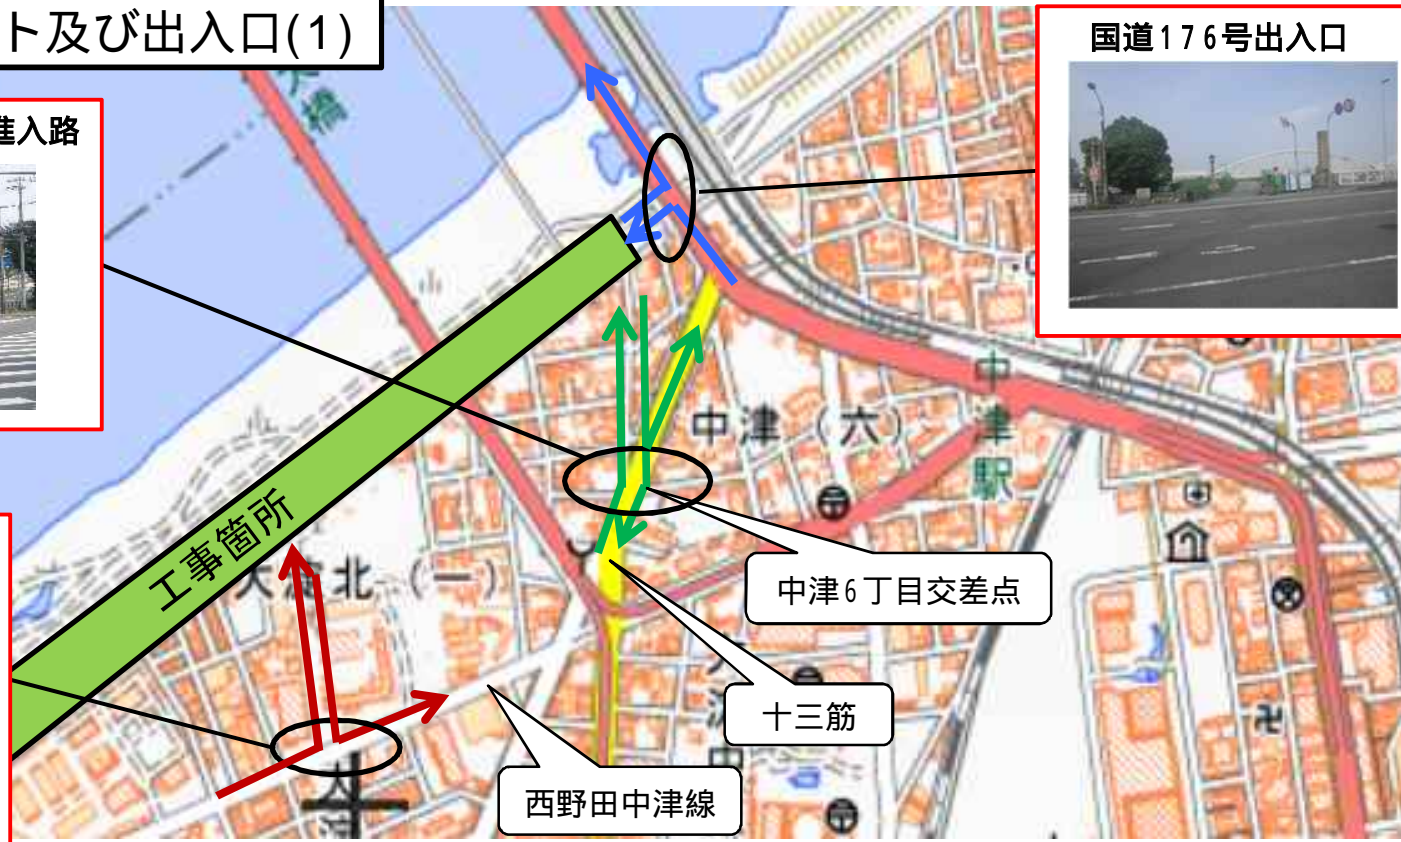 ト及び出入口(1)
国道176号出入口
進入路
大橋
中津(六)
中津駅
工事箇所
大淀北(一)
中津6丁目交差点
十三筋
西野田中津線